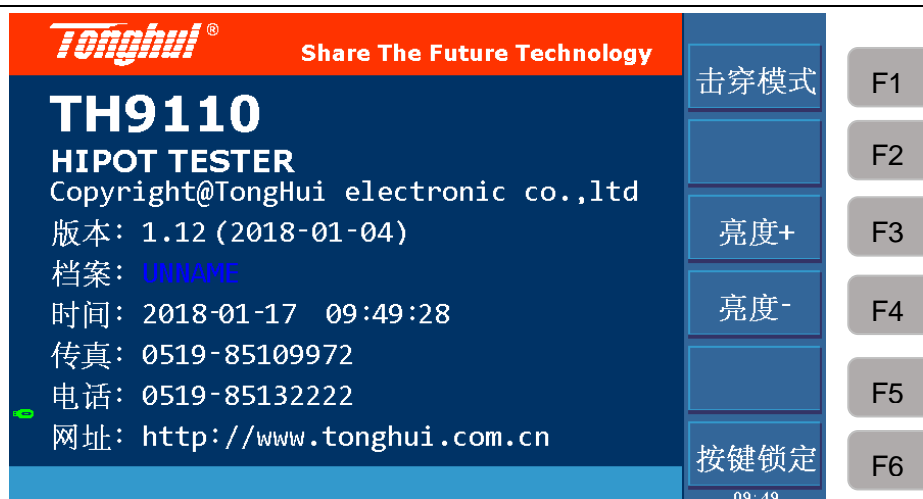 Tonghui®
Share The Future Technology
TH9110
HIPOT TESTER
Copyright@TongHui electronic co.,ltd
版本: 1.12(2018-01-04)
档案: UNNAME
时间: 2018-01-17 09:49:28
传真: 0519-85109972
电话: 0519-85132222
网址: http://www.tonghui.com.cn
击穿模式
亮度+
亮度-
按键锁定
09:49
F1
F2
F3
F4
F5
F6